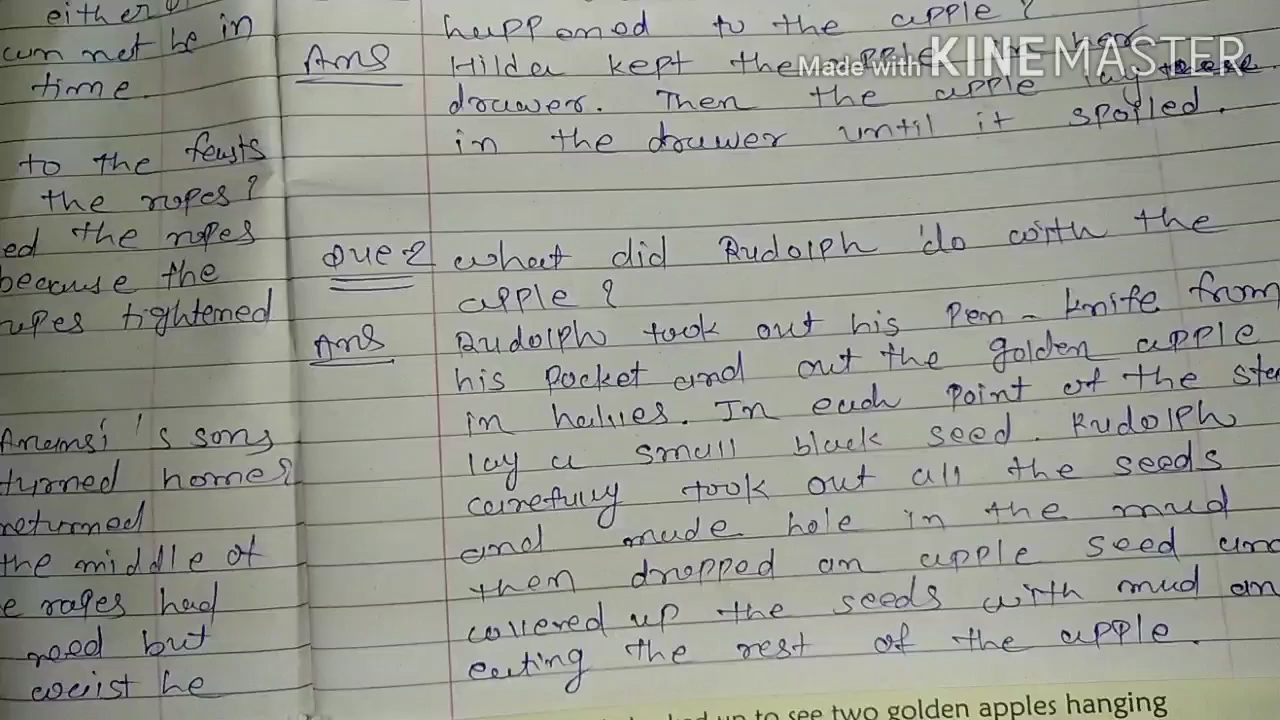 either
can not be in
time
to the feasts
the ropes?
ed the ropes
because the
ropes tightened
Anansi's sons
turned home?
returned
the middle of
e ropes had
need but
waist he
happened to the apple?
Ans Hilda kept the apple in her
drawer. Then the apple lay
in the drawer until it spoiled.
Que 2 what did Rudolph do with the
apple?
Ans Rudolph took out his pen-knife from
his pocket and cut the golden apple
in halves. In each point of the star
lay a small black seed. Rudolph
carefully took out all the seeds
and made hole in the mud
then dropped an apple seed and
covered up the seeds with mud an
eating the rest of the apple.
up to see two golden apples hanging
Made with KINEMASTER